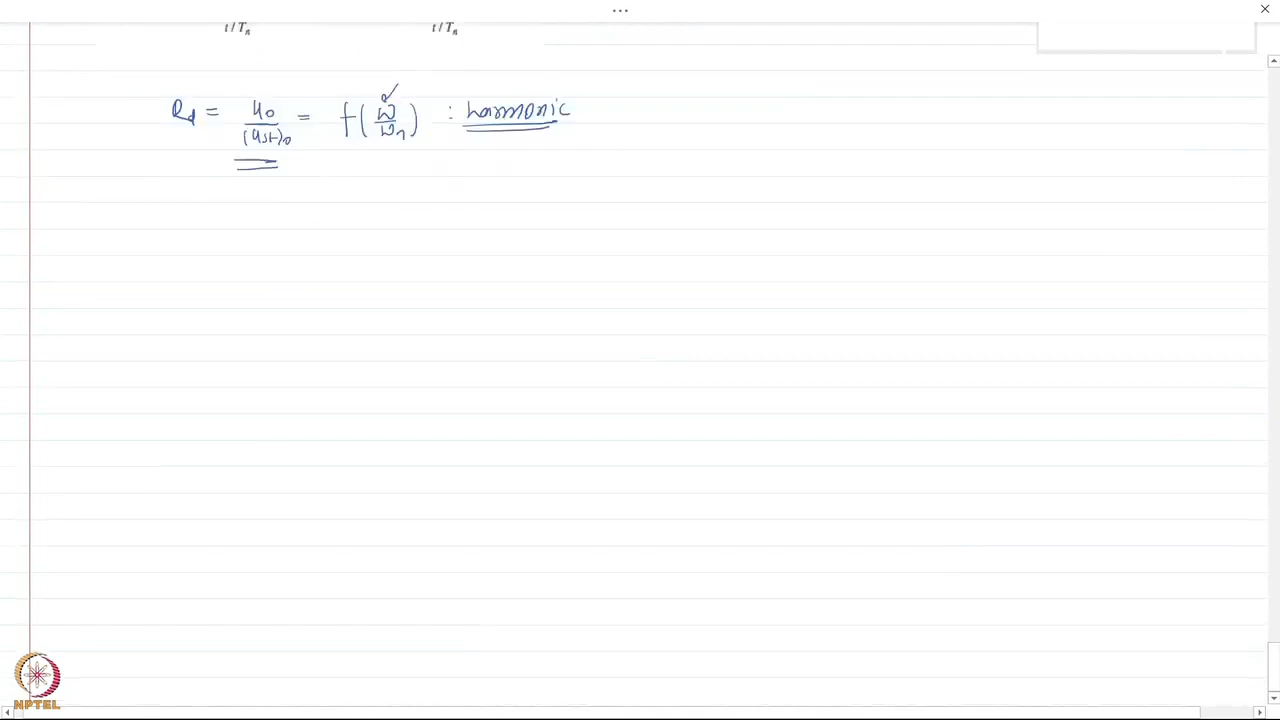 t / Tn t / Tn
Rd = u0 / (ust)0 = f(ω/ωn) : harmonic
NPTEL